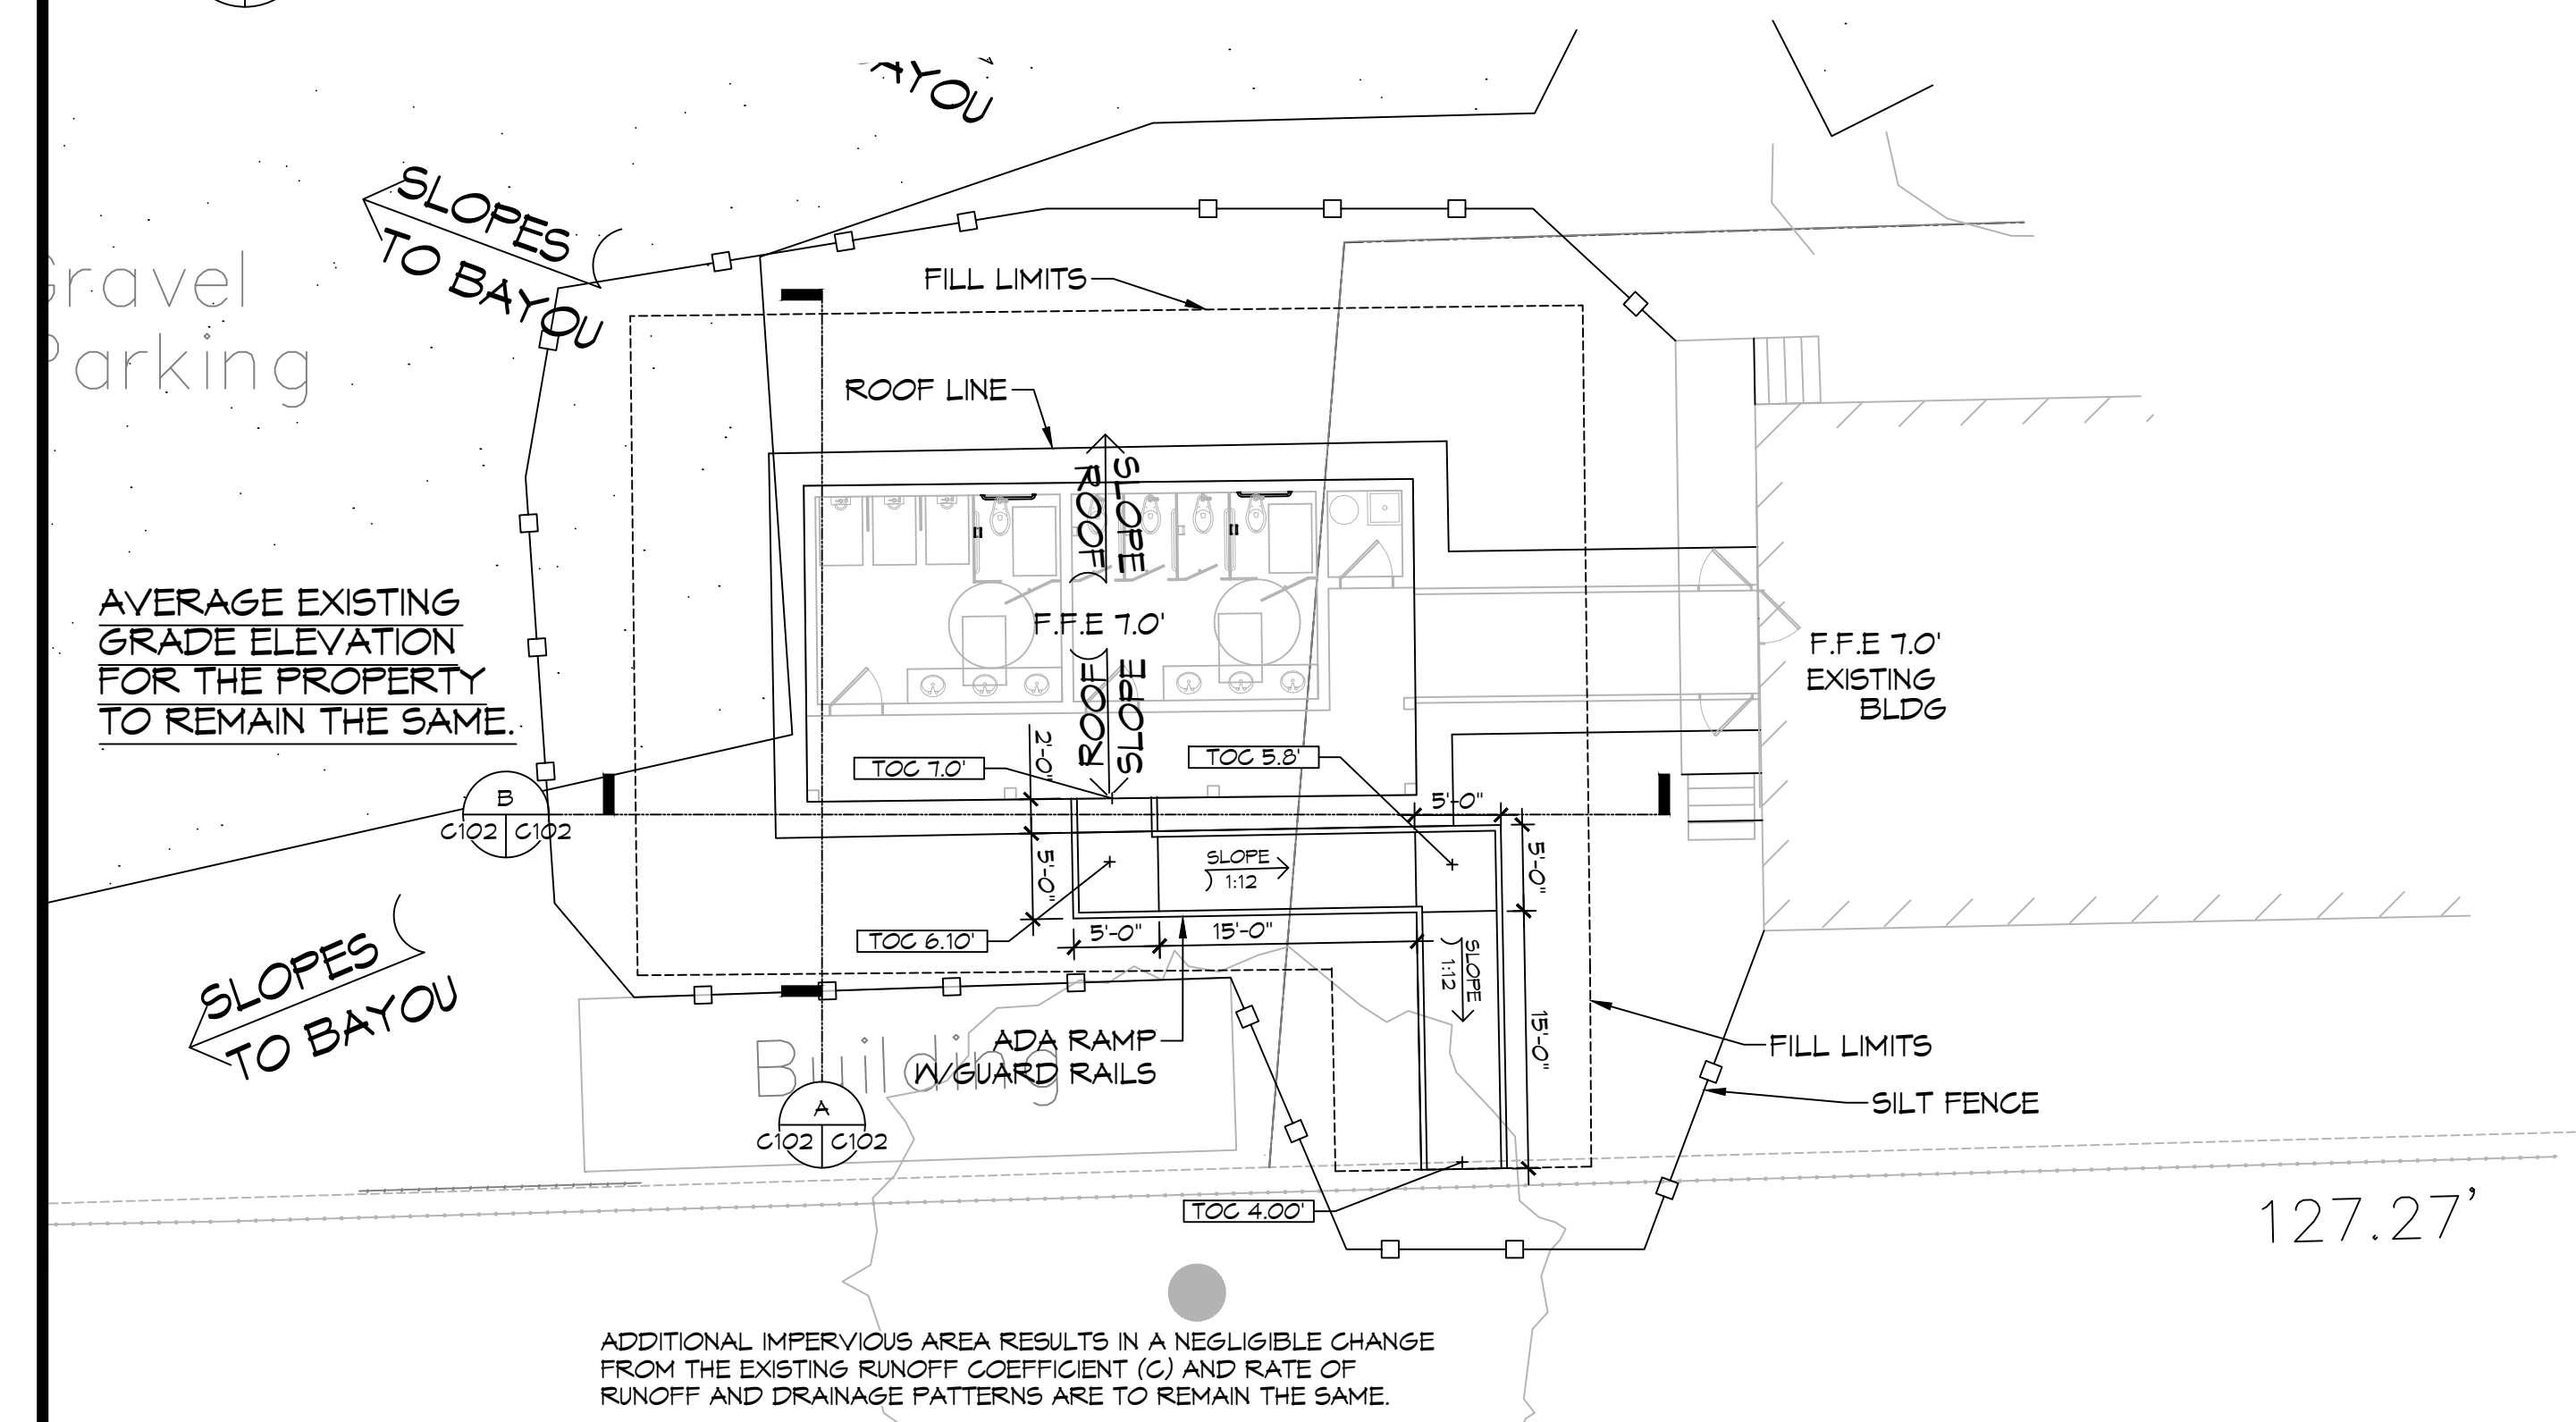 AYOU
SLOPES
TO BAYOU
Gravel
Parking
FILL LIMITS
ROOF LINE
ROOF
SLOPE
AVERAGE EXISTING
GRADE ELEVATION
FOR THE PROPERTY
TO REMAIN THE SAME.
F.F.E 7.0'
F.F.E 7.0'
EXISTING
BLDG
ROOF
SLOPE
2'-0"
TOC 7.0'
TOC 5.8'
B
C102 C102
5'-0"
5'-0"
5'-0"
SLOPE
1:12
TOC 6.10'
5'-0"
15'-0"
SLOPE
1:12
15'-0"
SLOPES
TO BAYOU
Building
ADA RAMP
W/GUARD RAILS
FILL LIMITS
SILT FENCE
A
C102 C102
TOC 4.00'
127.27'
ADDITIONAL IMPERVIOUS AREA RESULTS IN A NEGLIGIBLE CHANGE
FROM THE EXISTING RUNOFF COEFFICIENT (C) AND RATE OF
RUNOFF AND DRAINAGE PATTERNS ARE TO REMAIN THE SAME.